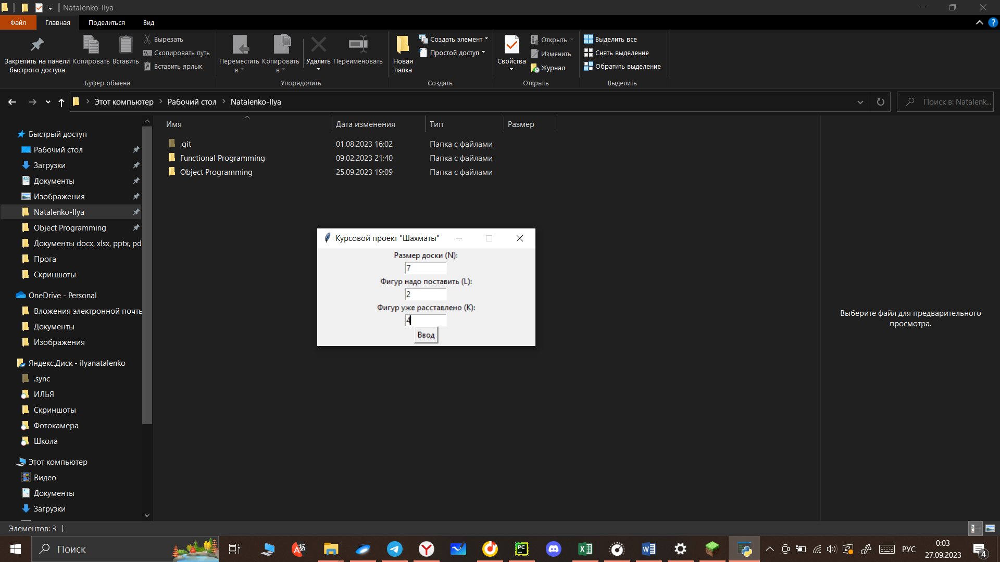 Natalenko-Ilya
Файл
Главная
Поделиться
Вид
Закрепить на панели
быстрого доступа
Копировать
Вставить
Вырезать
Скопировать путь
Вставить ярлык
Буфер обмена
Переместить
в
Копировать
в
Удалить
Переименовать
Упорядочить
Новая
папка
Создать элемент
Простой доступ
Создать
Свойства
Открыть
Изменить
Журнал
Открыть
Выделить все
Снять выделение
Обратить выделение
Выделить
Этот компьютер
Рабочий стол
Natalenko-Ilya
Поиск в: Natalenk...
Имя
Дата изменения
Тип
Размер
.git
01.08.2023 16:02
Папка с файлами
Functional Programming
09.02.2023 21:40
Папка с файлами
Object Programming
25.09.2023 19:09
Папка с файлами
Быстрый доступ
Рабочий стол
Загрузки
Документы
Изображения
Natalenko-Ilya
Object Programming
Документы docx, xlsx, pptx, pd
Прога
Скриншоты
OneDrive - Personal
Вложения электронной почть
Документы
Изображения
Яндекс.Диск - ilyanatalenko
.sync
ИЛЬЯ
Скриншоты
Фотокамера
Школа
Этот компьютер
Видео
Документы
Загрузки
Курсовой проект "Шахматы"
Размер доски (N):
7
Фигур надо поставить (L):
2
Фигур уже расставлено (K):
4
Ввод
Выберите файл для предварительного
просмотра.
Элементов: 3
Поиск
РУС
0:03
27.09.2023
4